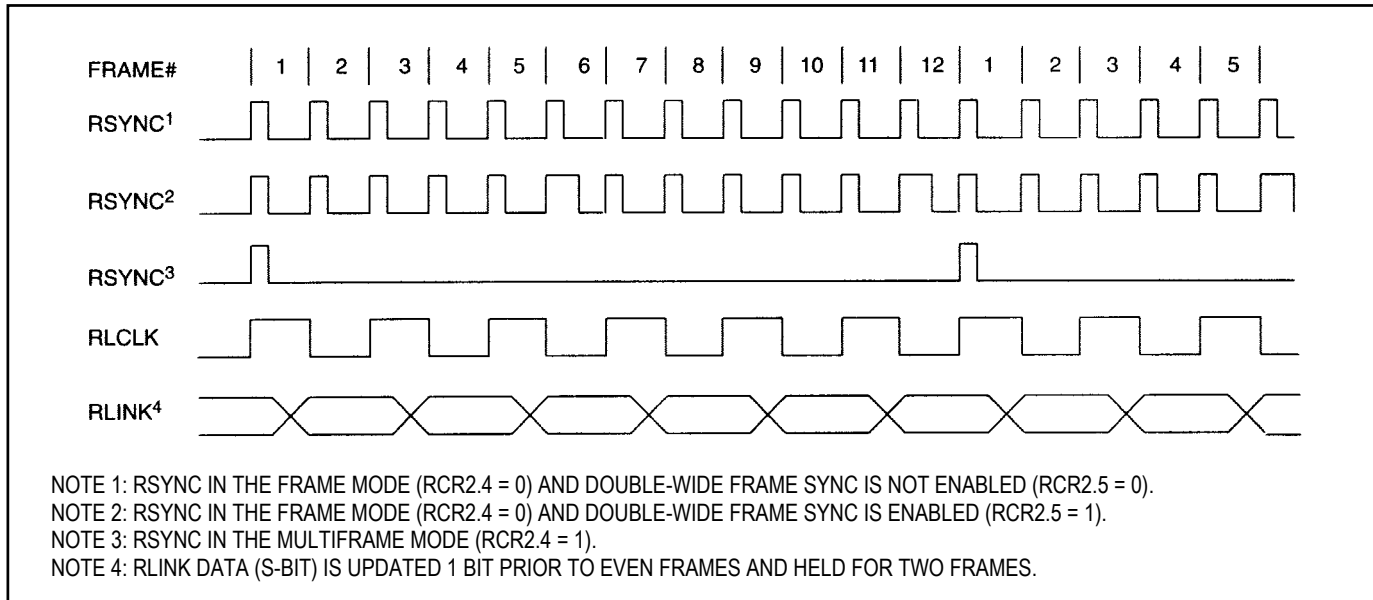 FRAME# 1 2 3 4 5 6 7 8 9 10 11 12 1 2 3 4 5
RSYNC¹
RSYNC²
RSYNC³
RLCLK
RLINK⁴
NOTE 1: RSYNC IN THE FRAME MODE (RCR2.4 = 0) AND DOUBLE-WIDE FRAME SYNC IS NOT ENABLED (RCR2.5 = 0).
NOTE 2: RSYNC IN THE FRAME MODE (RCR2.4 = 0) AND DOUBLE-WIDE FRAME SYNC IS ENABLED (RCR2.5 = 1).
NOTE 3: RSYNC IN THE MULTIFRAME MODE (RCR2.4 = 1).
NOTE 4: RLINK DATA (S-BIT) IS UPDATED 1 BIT PRIOR TO EVEN FRAMES AND HELD FOR TWO FRAMES.